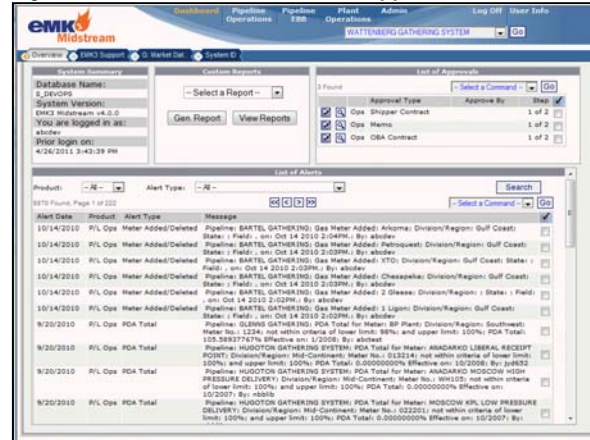 eMK3
Midstream
Dashboard Pipeline Operations Pipeline EBB Plant Operations Admin Log Off User Info
WATTENBERG GATHERING SYSTEM Go
Overview EMK3 Support G. Market Dat System D
System Summary
Database Name:
S_DEVOPS
System Version:
EMK3 Midstream v4.0.0
You are logged in as:
abcdev
Prior login on:
4/26/2011 3:43:39 PM
Custom Reports
-- Select a Report --
Gen. Report View Reports
List of Approvals
3 Found -- Select a Command -- Go
Approval Type Approve By Step
Ops Shipper Contract 1 of 2
Ops Memo 1 of 2
Ops OBA Contract 1 of 2
List of Alerts
Product: -- All -- Alert Type: -- All -- Search
Found, Page 1 of 222 -- Select a Command -- Go
Alert Date Product Alert Type Message
10/14/2010 P/L Ops Meter Added/Deleted Pipeline: BARTEL GATHERING; Gas Meter Added: Arkoma; Division/Region: Gulf Coast;
State: ; Field: , on: Oct 14 2010 2:04PM.; By: abcdev
10/14/2010 P/L Ops Meter Added/Deleted Pipeline: BARTEL GATHERING; Gas Meter Added: Petroquest; Division/Region: Gulf Coast;
State: ; Field: , on: Oct 14 2010 2:03PM.; By: abcdev
10/14/2010 P/L Ops Meter Added/Deleted Pipeline: BARTEL GATHERING; Gas Meter Added: XTO; Division/Region: Gulf Coast; State: ;
Field: , on: Oct 14 2010 2:03PM.; By: abcdev
10/14/2010 P/L Ops Meter Added/Deleted Pipeline: BARTEL GATHERING; Gas Meter Added: Chesapeke; Division/Region: Gulf Coast;
State: ; Field: , on: Oct 14 2010 2:03PM.; By: abcdev
10/14/2010 P/L Ops Meter Added/Deleted Pipeline: BARTEL GATHERING; Gas Meter Added: 2 Glease; Division/Region: ; State: ; Field:
, on: Oct 14 2010 2:02PM.; By: abcdev
10/14/2010 P/L Ops Meter Added/Deleted Pipeline: BARTEL GATHERING; Gas Meter Added: 1 Ligon; Division/Region: Gulf Coast;
State: ; Field: , on: Oct 14 2010 2:01PM.; By: abcdev
9/20/2010 P/L Ops PDA Total Pipeline: GLENNS GATHERING; PDA Total for Meter: BP Plant; Division/Region: Southwest;
Meter No.: 1234; not within criteria of lower limit: 98%; and upper limit: 100%; PDA Total:
105.58937767% Effective on: 1/2008; By: abctest
9/20/2010 P/L Ops PDA Total Pipeline: HUGOTON GATHERING SYSTEM; PDA Total for Meter: ANADARKO LIBERAL RECEIPT
POINT; Division/Region: Mid-Continent; Meter No.: 013214; not within criteria of lower limit:
100%; and upper limit: 100%; PDA Total: 0.00000000% Effective on: 10/2008; By: jyd652
9/20/2010 P/L Ops PDA Total Pipeline: HUGOTON GATHERING SYSTEM; PDA Total for Meter: ANADARKO MOSCOW HIGH
PRESSURE DELIVERY; Division/Region: Mid-Continent; Meter No.: WH105; not within criteria
of lower limit: 100%; and upper limit: 100%; PDA Total: 0.00000000% Effective on:
10/2007; By: nbblib
9/20/2010 P/L Ops PDA Total Pipeline: HUGOTON GATHERING SYSTEM; PDA Total for Meter: MOSCOW KPL LOW PRESSURE
DELIVERY; Division/Region: Mid-Continent; Meter No.: 022201; not within criteria of lower
limit: 100%; and upper limit: 100%; PDA Total: 0.00000000% Effective on: 10/2007; By: